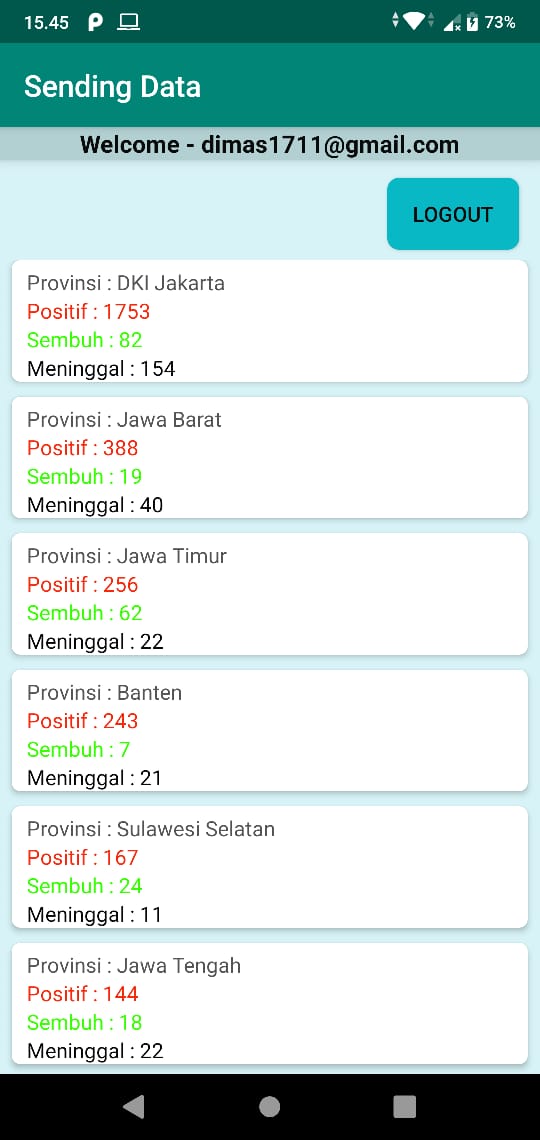 15.45
73%
Sending Data
Welcome - dimas1711@gmail.com
LOGOUT
Provinsi : DKI Jakarta
Positif : 1753
Sembuh : 82
Meninggal : 154
Provinsi : Jawa Barat
Positif : 388
Sembuh : 19
Meninggal : 40
Provinsi : Jawa Timur
Positif : 256
Sembuh : 62
Meninggal : 22
Provinsi : Banten
Positif : 243
Sembuh : 7
Meninggal : 21
Provinsi : Sulawesi Selatan
Positif : 167
Sembuh : 24
Meninggal : 11
Provinsi : Jawa Tengah
Positif : 144
Sembuh : 18
Meninggal : 22